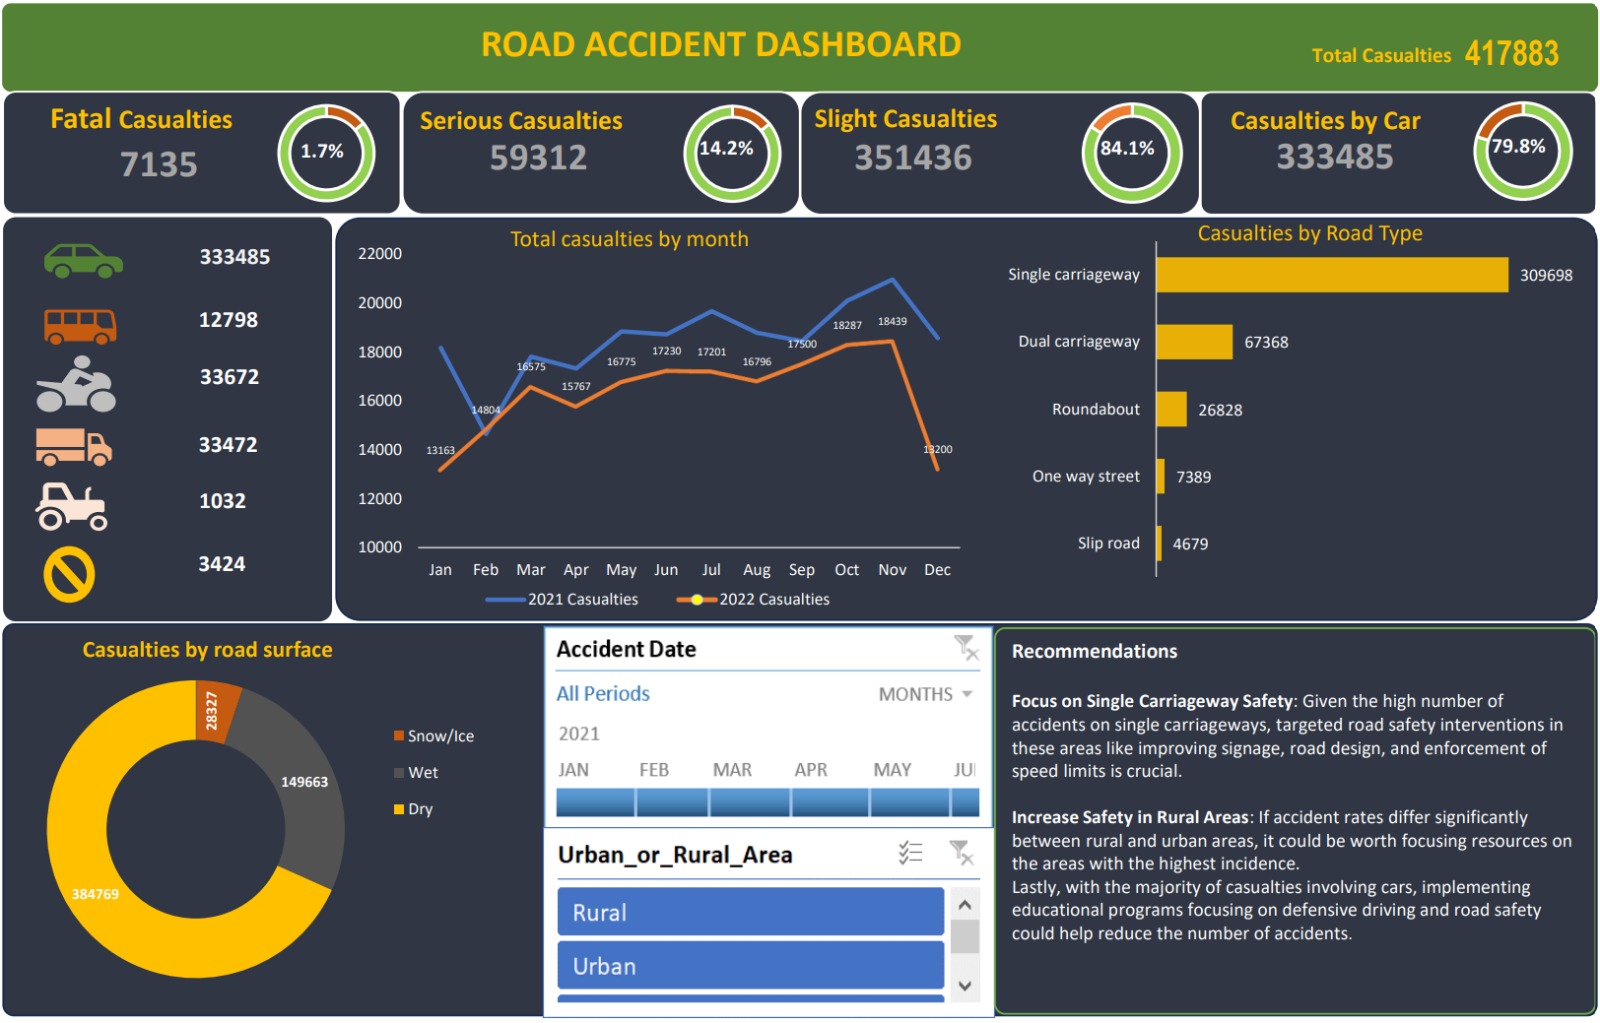 ROAD ACCIDENT DASHBOARD
Total Casualties 417883
Fatal Casualties
7135
1.7%
Serious Casualties
59312
14.2%
Slight Casualties
351436
84.1%
Casualties by Car
333485
79.8%
333485
12798
33672
33472
1032
3424
Total casualties by month
22000
20000
18000
16000
14000
12000
10000
13163
14804
16575
15767
16775
17230
17201
16796
17500
18287
18439
13200
Jan Feb Mar Apr May Jun Jul Aug Sep Oct Nov Dec
2021 Casualties 2022 Casualties
Casualties by Road Type
Single carriageway 309698
Dual carriageway 67368
Roundabout 26828
One way street 7389
Slip road 4679
Casualties by road surface
28327
149663
384769
Snow/Ice
Wet
Dry
Accident Date
All Periods MONTHS
2021
JAN FEB MAR APR MAY JU
Urban_or_Rural_Area
Rural
Urban
Recommendations
Focus on Single Carriageway Safety: Given the high number of
accidents on single carriageways, targeted road safety interventions in
these areas like improving signage, road design, and enforcement of
speed limits is crucial.
Increase Safety in Rural Areas: If accident rates differ significantly
between rural and urban areas, it could be worth focusing resources on
the areas with the highest incidence.
Lastly, with the majority of casualties involving cars, implementing
educational programs focusing on defensive driving and road safety
could help reduce the number of accidents.